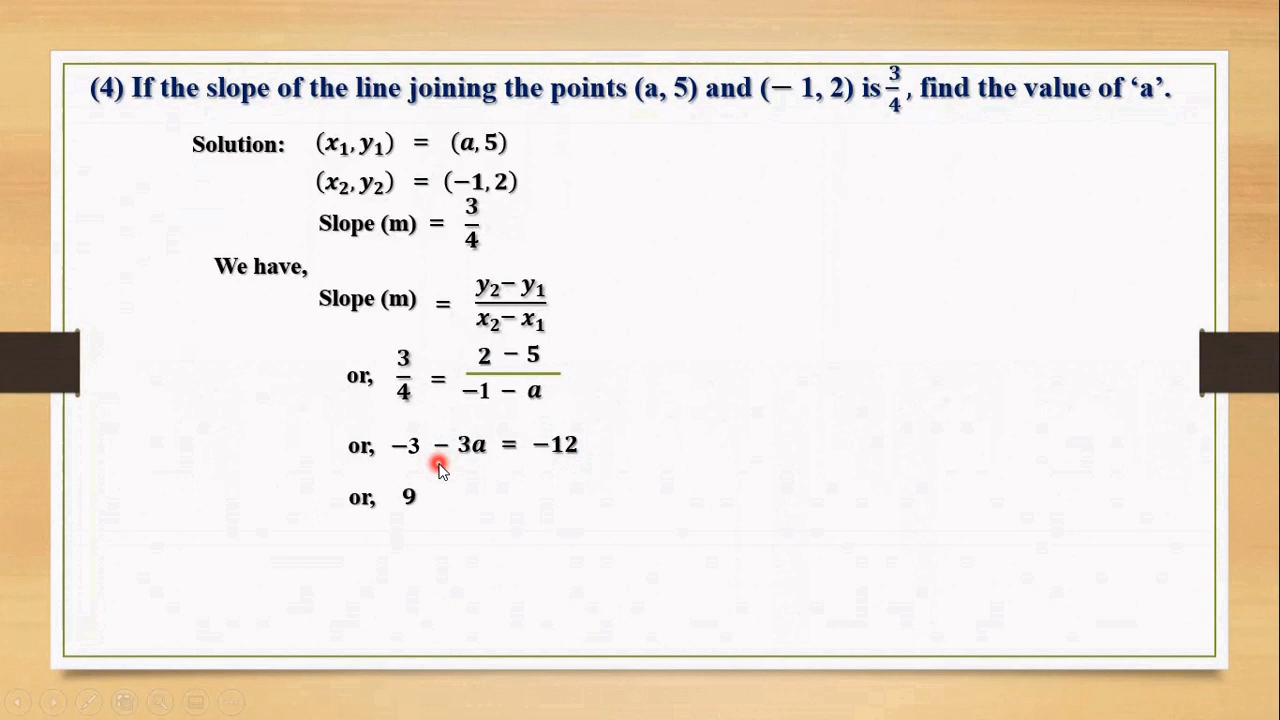 (4) If the slope of the line joining the points (a, 5) and (− 1, 2) is 3/4 , find the value of ‘a’.
Solution: (x₁, y₁) = (a, 5)
(x₂, y₂) = (−1, 2)
Slope (m) = 3/4
We have,
Slope (m) = (y₂− y₁)/(x₂− x₁)
or, 3/4 = (2 − 5)/(−1 − a)
or, −3 − 3a = −12
or, 9